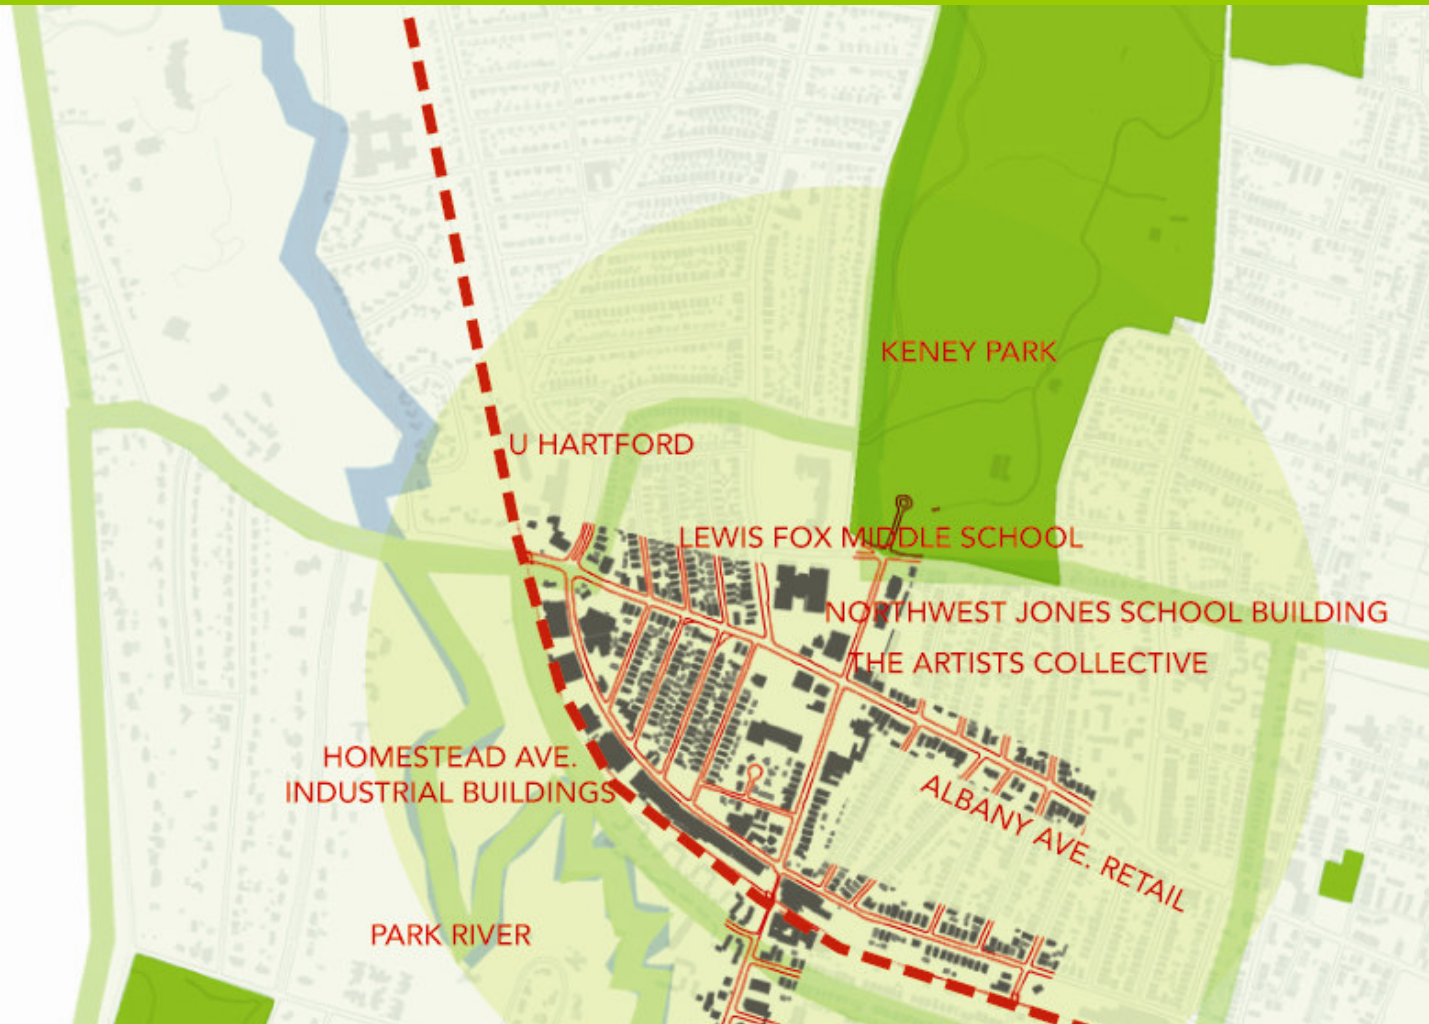 KENEY PARK
U HARTFORD
LEWIS FOX MIDDLE SCHOOL
NORTHWEST JONES SCHOOL BUILDING
THE ARTISTS COLLECTIVE
HOMESTEAD AVE.
INDUSTRIAL BUILDINGS
ALBANY AVE. RETAIL
PARK RIVER